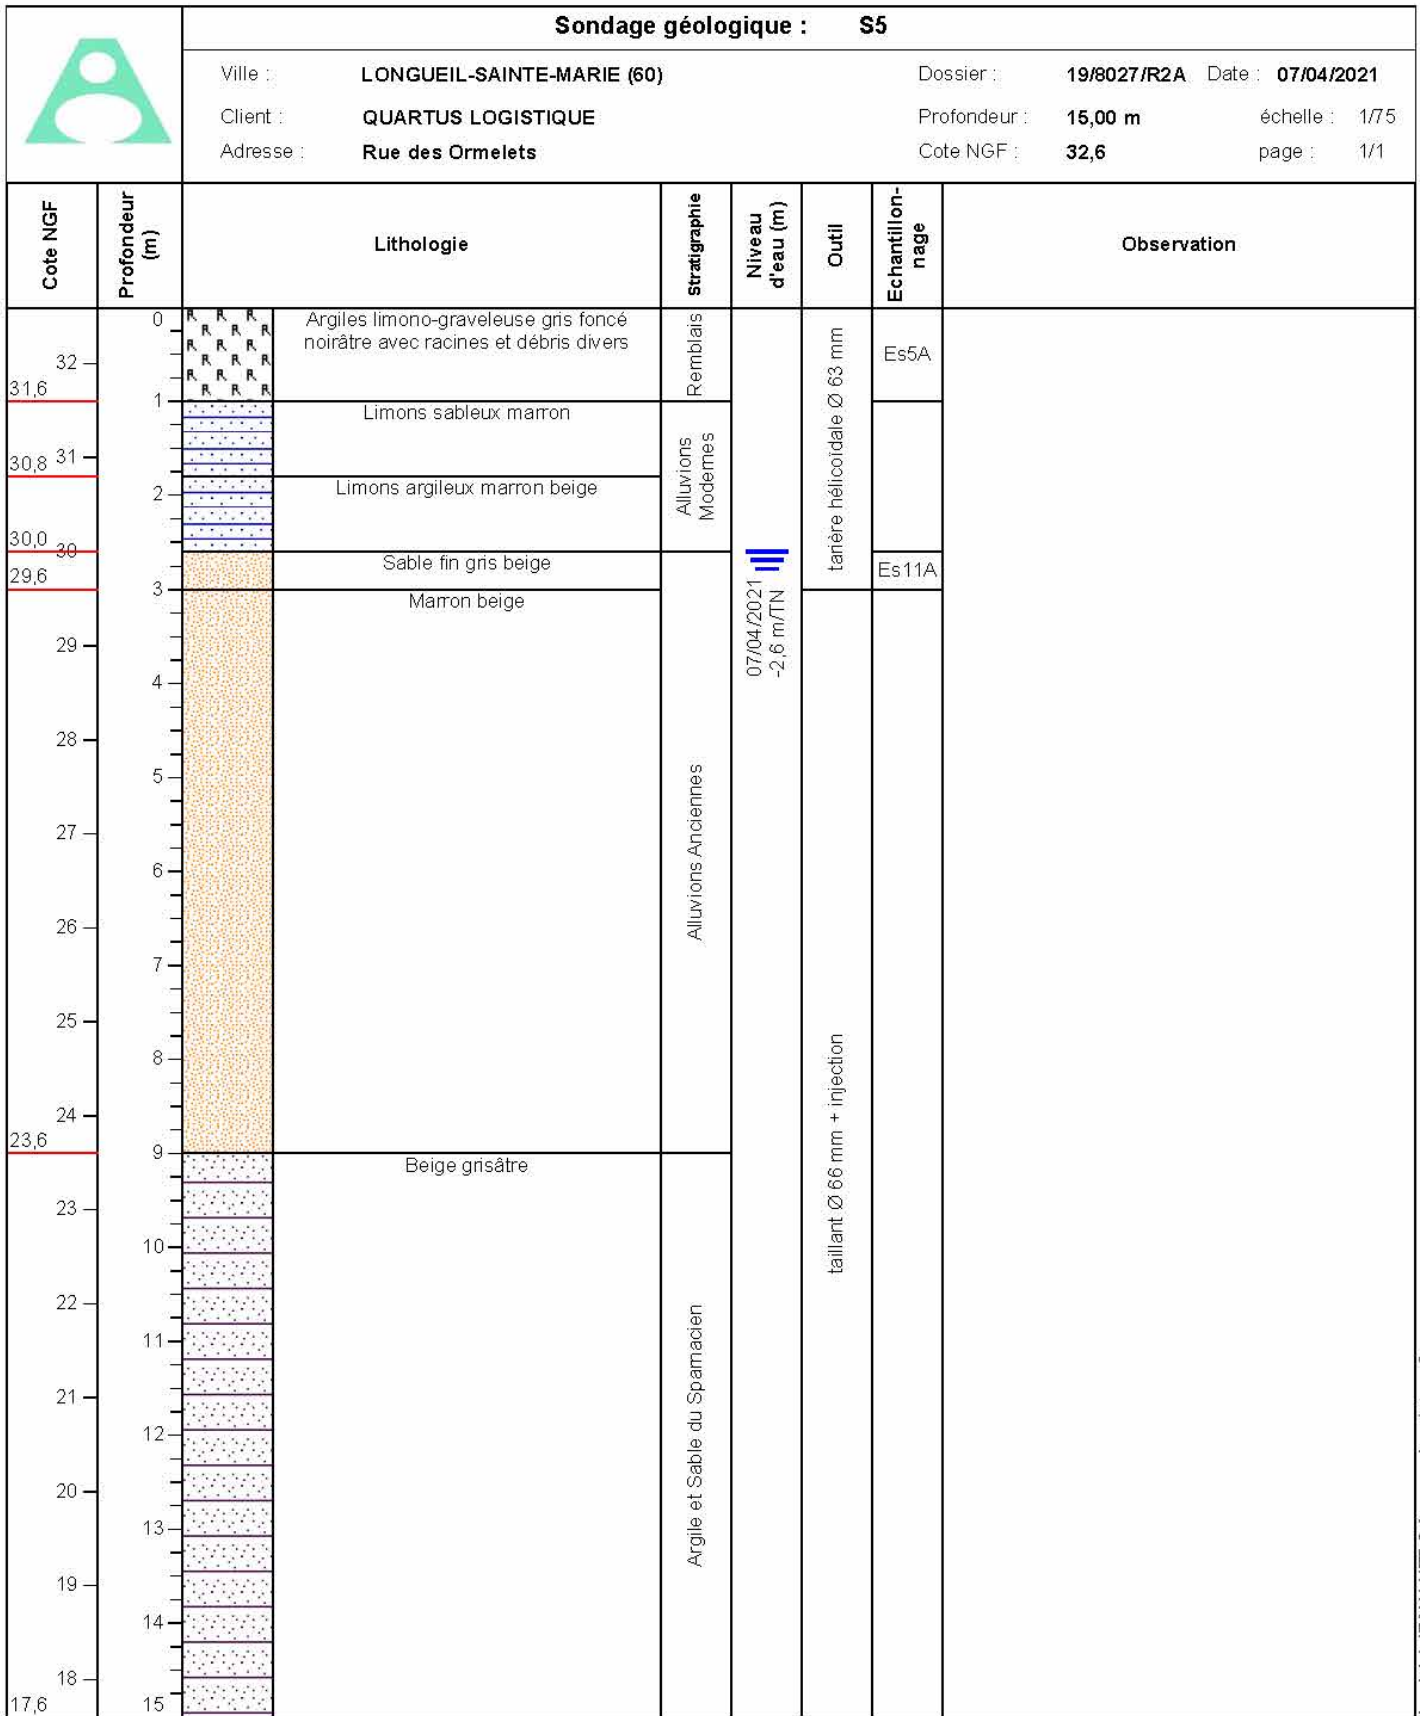 Sondage géologique : S5
Ville : LONGUEIL-SAINTE-MARIE (60) Dossier : 19/8027/R2A Date : 07/04/2021
Client : QUARTUS LOGISTIQUE Profondeur : 15,00 m échelle : 1/75
Adresse : Rue des Ormelets Cote NGF : 32,6 page : 1/1
Cote NGF
Profondeur
(m)
Lithologie
Stratigraphie
Niveau
d'eau (m)
Outil
Echantillon-
nage
Observation
0
Argiles limono-graveleuse gris foncé
noirâtre avec racines et débris divers
Remblais
Es5A
32
31,6
1
Limons sableux marron
30,8 31
Limons argileux marron beige
2
Alluvions
Modernes
tarière hélicoïdale Ø 63 mm
30,0
30
Sable fin gris beige
Es11A
29,6
3
Marron beige
07/04/2021
-2,6 m/TN
29
4
28
5
27
6
Alluvions Anciennes
26
7
25
8
24
23,6
9
Beige grisâtre
taillant Ø 66 mm + injection
23
10
22
11
21
12
Argile et Sable du Sparnacien
20
13
19
14
18
17,6
15